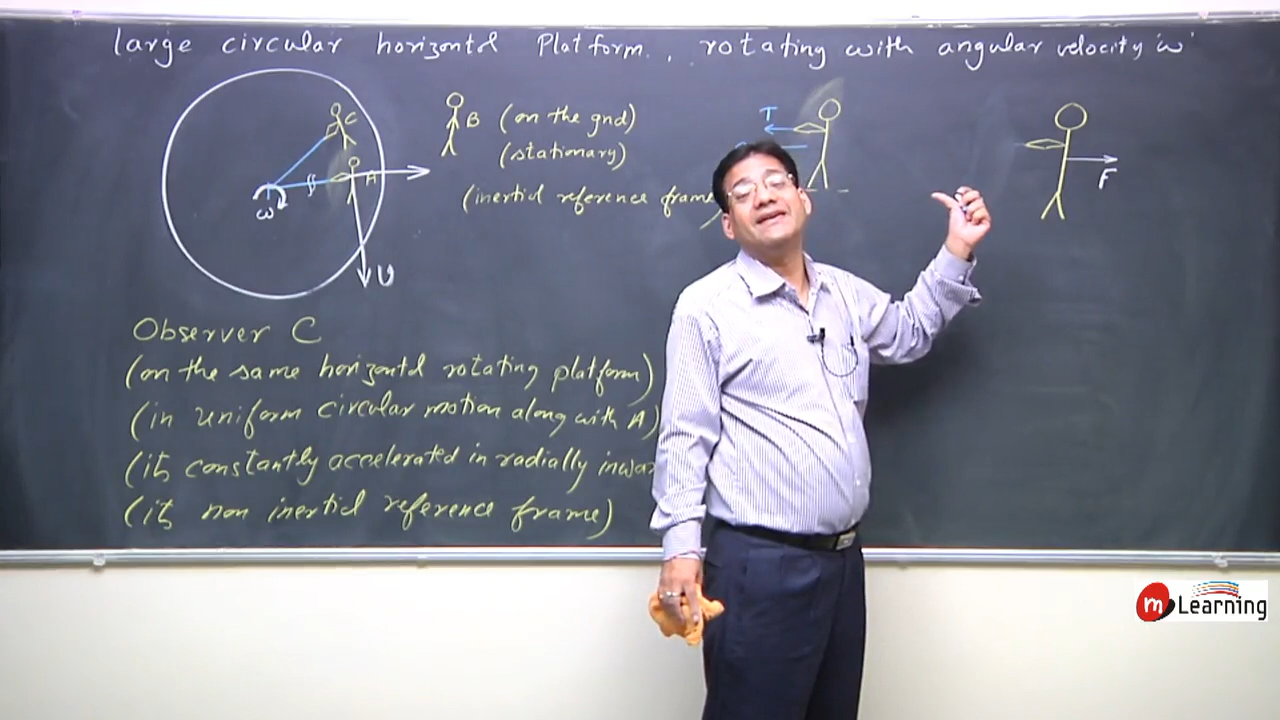 large circular horizontal Platform, rotating with angular velocity 'ω'
C
B
(on the gnd)
(stationary)
(inertial reference frame)
A
ω
υ
T
F
Observer C
(on the same horizontal rotating platform)
(in uniform circular motion along with A)
(its constantly accelerated in radially inwar
(its non inertial reference frame)
m Learning